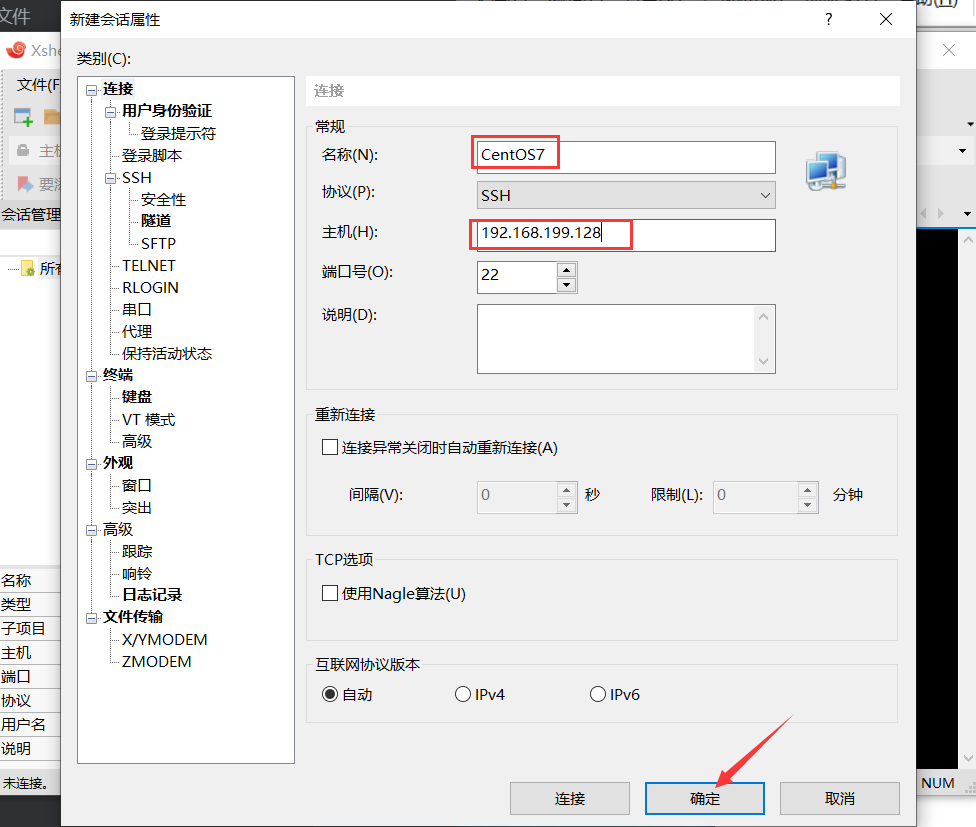 文件
新建会话属性
?
Xshe
文件(F
主机
要添
会话管理
所有
名称
类型
子项目
主机
端口
协议
用户名
说明
未连接。
类别(C):
连接
用户身份验证
登录提示符
登录脚本
SSH
安全性
隧道
SFTP
TELNET
RLOGIN
串口
代理
保持活动状态
终端
键盘
VT 模式
高级
外观
窗口
突出
高级
跟踪
响铃
日志记录
文件传输
X/YMODEM
ZMODEM
连接
常规
名称(N): CentOS7
协议(P): SSH
主机(H): 192.168.199.128
端口号(O): 22
说明(D):
重新连接
连接异常关闭时自动重新连接(A)
间隔(V): 0 秒 限制(L): 0 分钟
TCP选项
使用Nagle算法(U)
互联网协议版本
自动 IPv4 IPv6
连接 确定 取消
NUM